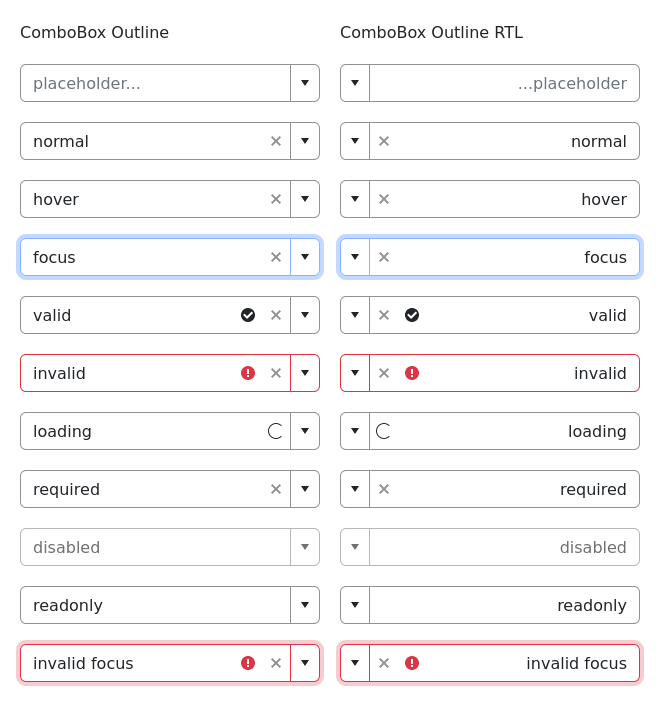 ComboBox Outline
ComboBox Outline RTL
placeholder...
...placeholder
normal
normal
hover
hover
focus
focus
valid
valid
invalid
invalid
loading
loading
required
required
disabled
disabled
readonly
readonly
invalid focus
invalid focus